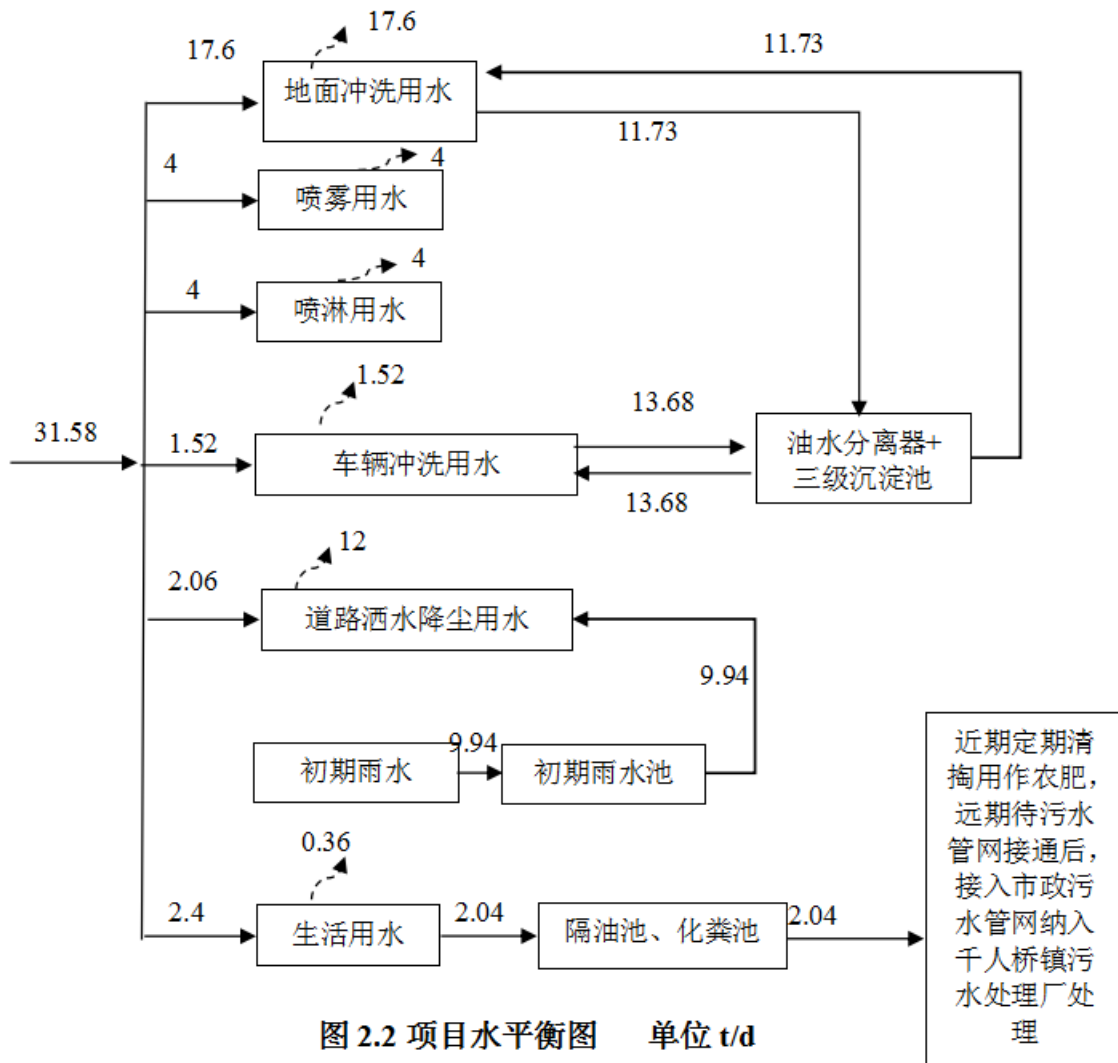 17.6
17.6
11.73
地面冲洗用水
11.73
4
4
喷雾用水
4
4
喷淋用水
1.52
31.58
1.52
车辆冲洗用水
13.68
13.68
油水分离器+
三级沉淀池
12
2.06
道路洒水降尘用水
9.94
初期雨水
9.94
初期雨水池
0.36
2.4
生活用水
2.04
隔油池、化粪池
2.04
近期定期清
掏用作农肥，
远期待污水
管网接通后，
接入市政污
水管网纳入
千人桥镇污
水处理厂处
理
图 2.2 项目水平衡图 单位 t/d